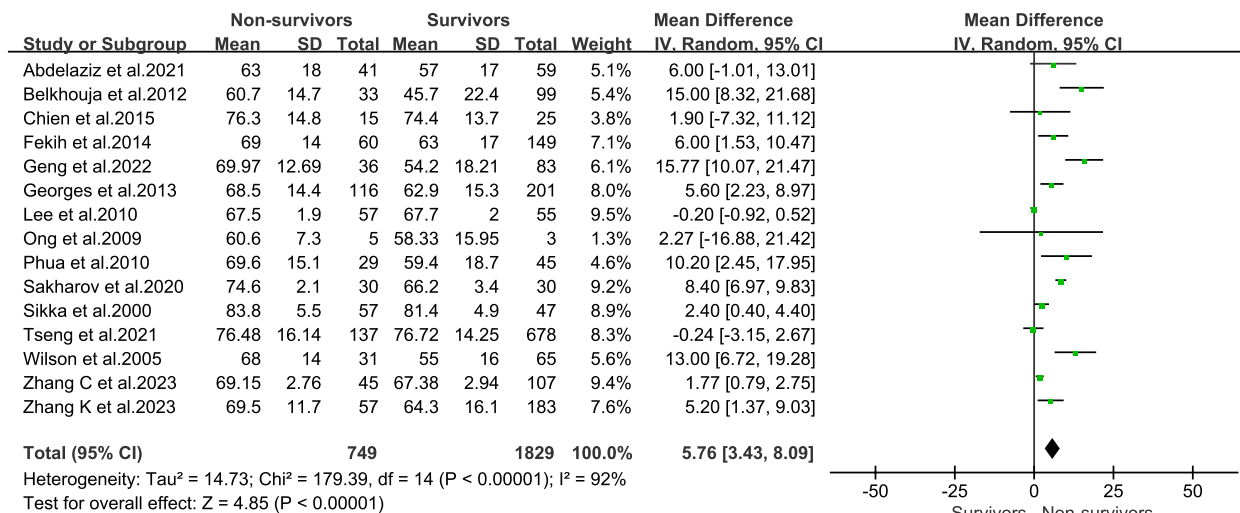 Non-survivors Survivors Mean Difference Mean Difference
Study or Subgroup Mean SD Total Mean SD Total Weight IV, Random, 95% CI IV, Random, 95% CI
Abdelaziz et al.2021 63 18 41 57 17 59 5.1% 6.00 [-1.01, 13.01]
Belkhouja et al.2012 60.7 14.7 33 45.7 22.4 99 5.4% 15.00 [8.32, 21.68]
Chien et al.2015 76.3 14.8 15 74.4 13.7 25 3.8% 1.90 [-7.32, 11.12]
Fekih et al.2014 69 14 60 63 17 149 7.1% 6.00 [1.53, 10.47]
Geng et al.2022 69.97 12.69 36 54.2 18.21 83 6.1% 15.77 [10.07, 21.47]
Georges et al.2013 68.5 14.4 116 62.9 15.3 201 8.0% 5.60 [2.23, 8.97]
Lee et al.2010 67.5 1.9 57 67.7 2 55 9.5% -0.20 [-0.92, 0.52]
Ong et al.2009 60.6 7.3 5 58.33 15.95 3 1.3% 2.27 [-16.88, 21.42]
Phua et al.2010 69.6 15.1 29 59.4 18.7 45 4.6% 10.20 [2.45, 17.95]
Sakharov et al.2020 74.6 2.1 30 66.2 3.4 30 9.2% 8.40 [6.97, 9.83]
Sikka et al.2000 83.8 5.5 57 81.4 4.9 47 8.9% 2.40 [0.40, 4.40]
Tseng et al.2021 76.48 16.14 137 76.72 14.25 678 8.3% -0.24 [-3.15, 2.67]
Wilson et al.2005 68 14 31 55 16 65 5.6% 13.00 [6.72, 19.28]
Zhang C et al.2023 69.15 2.76 45 67.38 2.94 107 9.4% 1.77 [0.79, 2.75]
Zhang K et al.2023 69.5 11.7 57 64.3 16.1 183 7.6% 5.20 [1.37, 9.03]
Total (95% CI) 749 1829 100.0% 5.76 [3.43, 8.09]
Heterogeneity: Tau² = 14.73; Chi² = 179.39, df = 14 (P < 0.00001); I² = 92%
Test for overall effect: Z = 4.85 (P < 0.00001)
-50 -25 0 25 50
Survivors Non-survivors